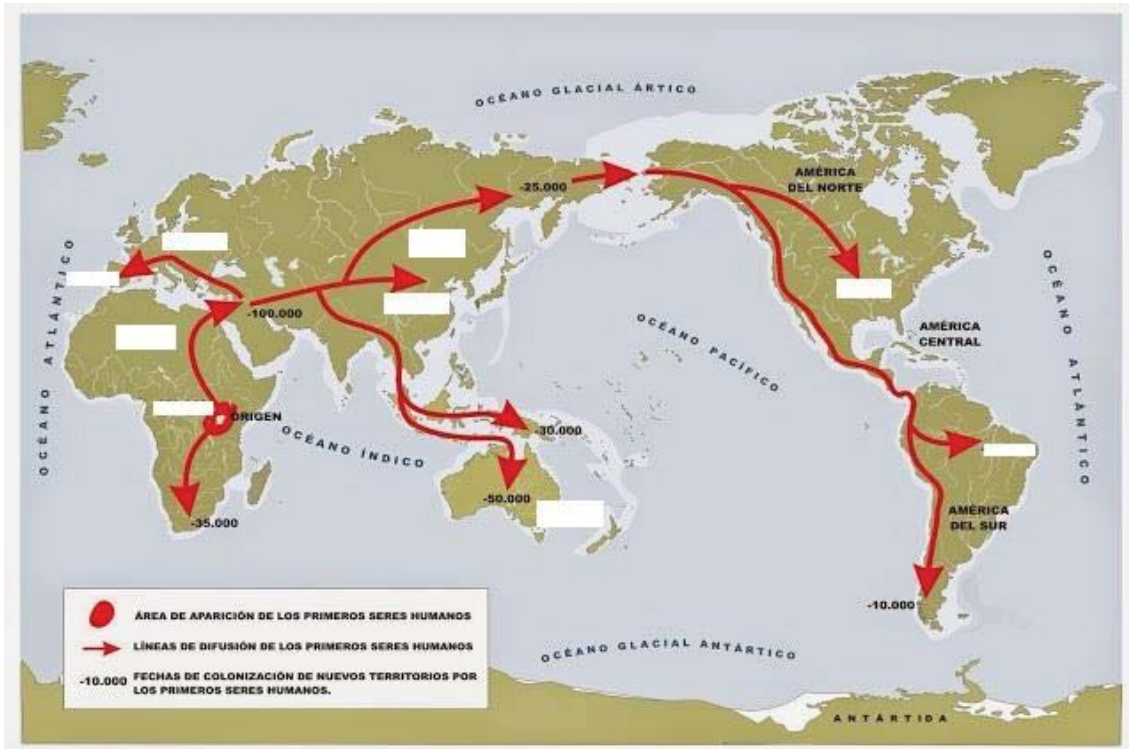 OCÉANO GLACIAL ÁRTICO
AMÉRICA
DEL NORTE
-25.000
OCÉANO ATLÁNTICO
OCÉANO ATLÁNTICO
-100.000
OCÉANO PACÍFICO
AMÉRICA
CENTRAL
ORIGEN
OCÉANO ÍNDICO
-30.000
-50.000
-35.000
AMÉRICA
DEL SUR
-10.000
ÁREA DE APARICIÓN DE LOS PRIMEROS SERES HUMANOS
LÍNEAS DE DIFUSIÓN DE LOS PRIMEROS SERES HUMANOS
-10.000 FECHAS DE COLONIZACIÓN DE NUEVOS TERRITORIOS POR
LOS PRIMEROS SERES HUMANOS.
OCÉANO GLACIAL ANTÁRTICO
ANTÁRTIDA